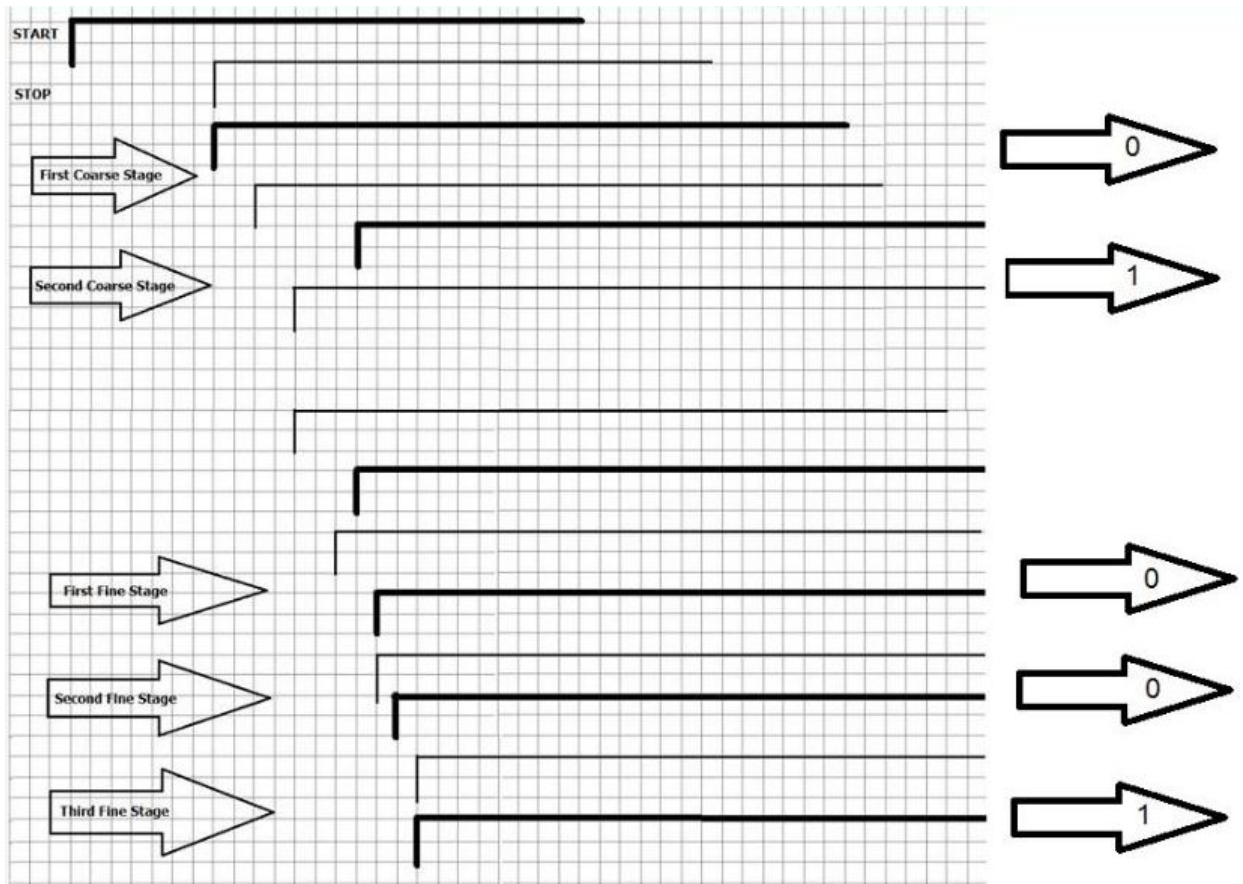 START
STOP
First Coarse Stage
0
Second Coarse Stage
1
First Fine Stage
0
Second Fine Stage
0
Third Fine Stage
1